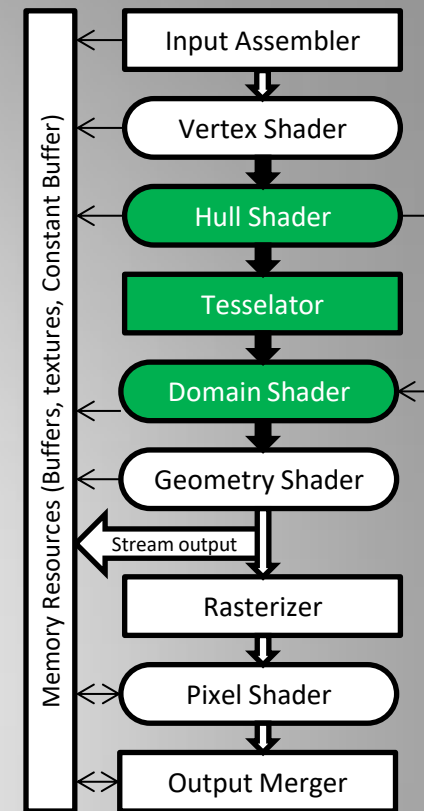 Memory Resources (Buffers, textures, Constant Buffer)
Input Assembler
Vertex Shader
Hull Shader
Tesselator
Domain Shader
Geometry Shader
Stream output
Rasterizer
Pixel Shader
Output Merger